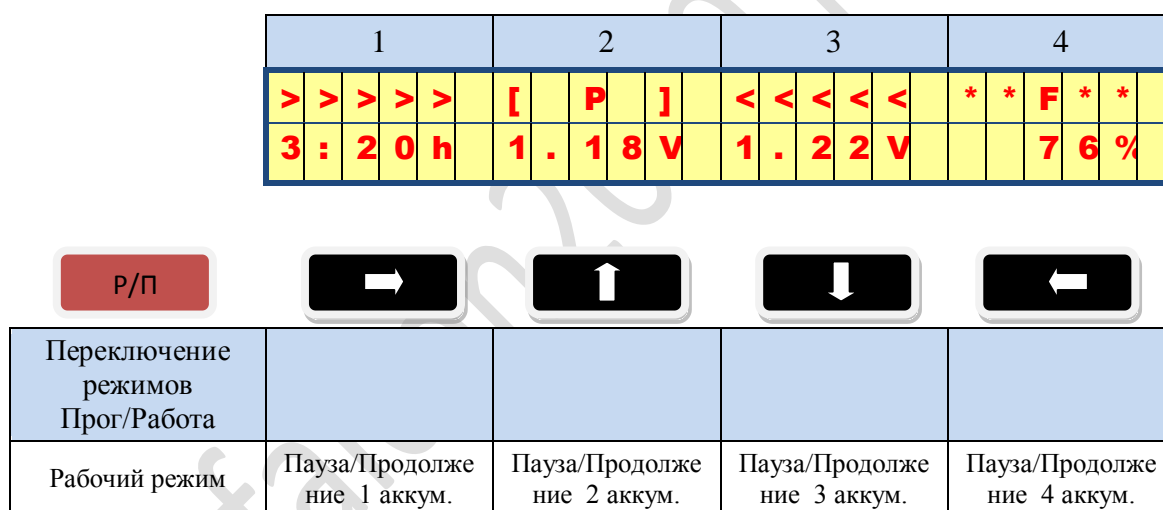 1 2 3 4
> > > > > [ P ] < < < < < * * F * *
3 : 2 0 h 1 . 1 8 V 1 . 2 2 V 7 6 %
Р/П
Переключение
режимов
Прог/Работа
Рабочий режим
Пауза/Продолже
ние 1 аккум.
Пауза/Продолже
ние 2 аккум.
Пауза/Продолже
ние 3 аккум.
Пауза/Продолже
ние 4 аккум.